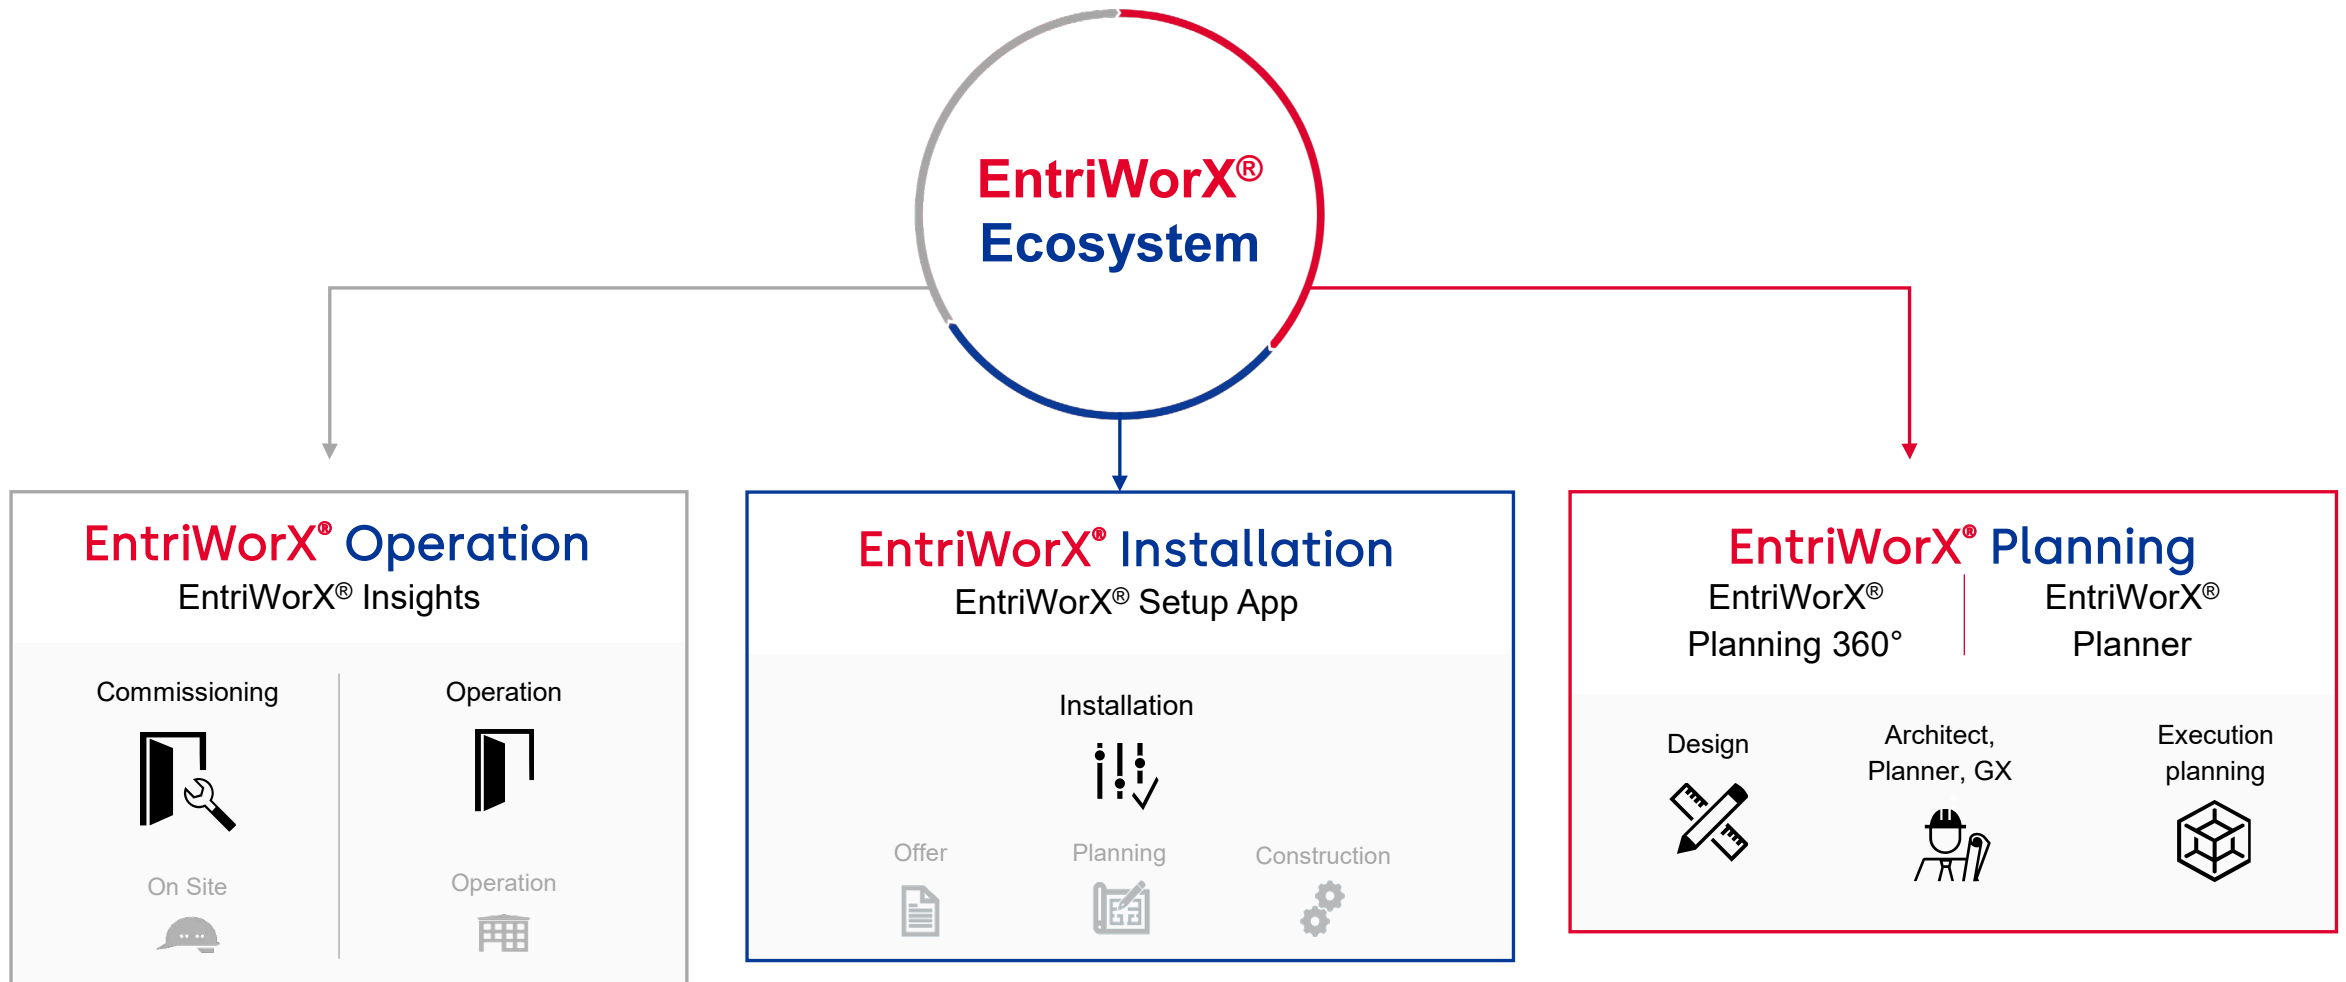 EntriWorX®
Ecosystem
EntriWorX® Operation
EntriWorX® Insights
Commissioning
Operation
On Site
Operation
EntriWorX® Installation
EntriWorX® Setup App
Installation
Offer
Planning
Construction
EntriWorX® Planning
EntriWorX®
Planning 360°
EntriWorX®
Planner
Design
Architect,
Planner, GX
Execution
planning